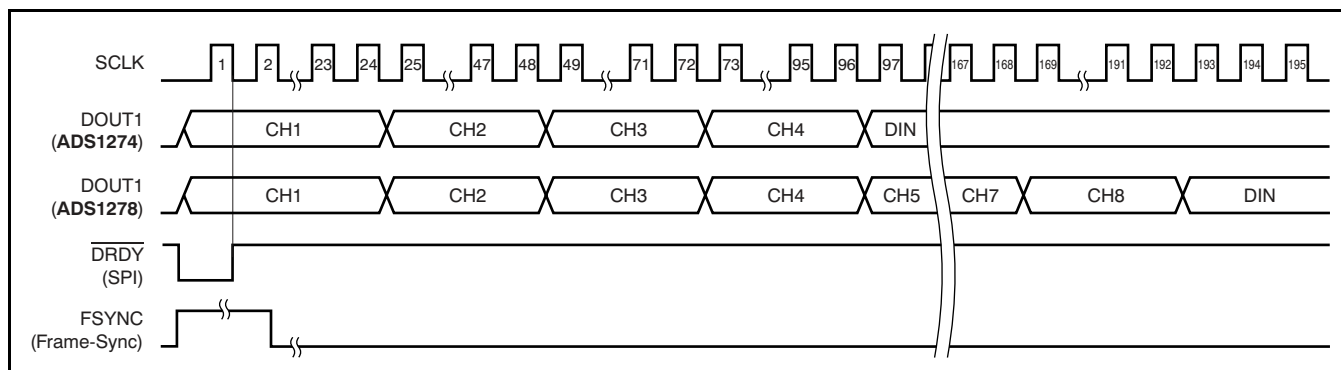 SCLK 1 2 23 24 25 47 48 49 71 72 73 95 96 97 167 168 169 191 192 193 194 195
DOUT1
(ADS1274) CH1 CH2 CH3 CH4 DIN
DOUT1
(ADS1278) CH1 CH2 CH3 CH4 CH5 CH7 CH8 DIN
DRDY
(SPI)
FSYNC
(Frame-Sync)